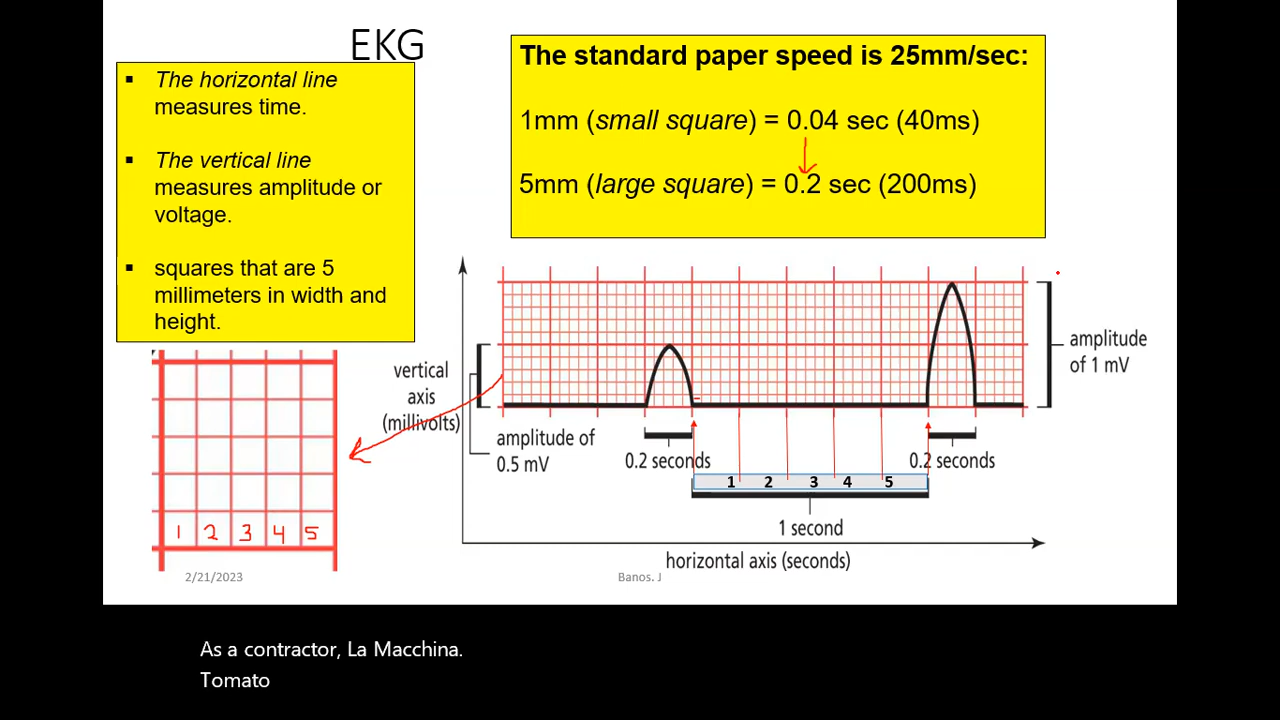 EKG
▪ The horizontal line
measures time.
▪ The vertical line
measures amplitude or
voltage.
▪ squares that are 5
millimeters in width and
height.
The standard paper speed is 25mm/sec:
1mm (small square) = 0.04 sec (40ms)
5mm (large square) = 0.2 sec (200ms)
vertical
axis
(millivolts)
amplitude of
0.5 mV
0.2 seconds
0.2 seconds
amplitude
of 1 mV
1 2 3 4 5
1 second
horizontal axis (seconds)
1 2 3 4 5
2/21/2023
Banos. J
As a contractor, La Macchina.
Tomato